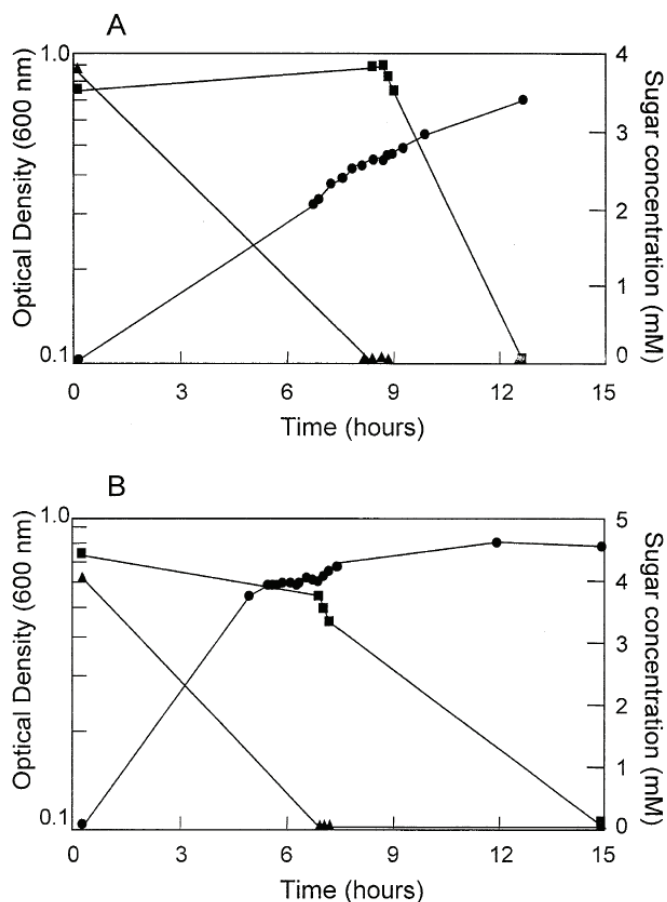 A
Optical Density (600 nm)
1.0
0.1
4
3
2
1
0
Sugar concentration (mM)
0 3 6 9 12 15
Time (hours)
B
Optical Density (600 nm)
1.0
0.1
5
4
3
2
1
0
Sugar concentration (mM)
0 3 6 9 12 15
Time (hours)